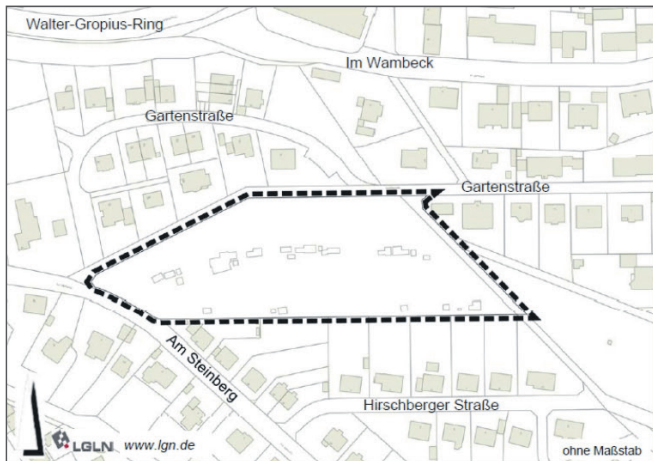 Walter-Gropius-Ring
Im Wambeck
Gartenstraße
Gartenstraße
Am Steinberg
Hirschberger Straße
LGLN www.lgn.de
ohne Maßstab